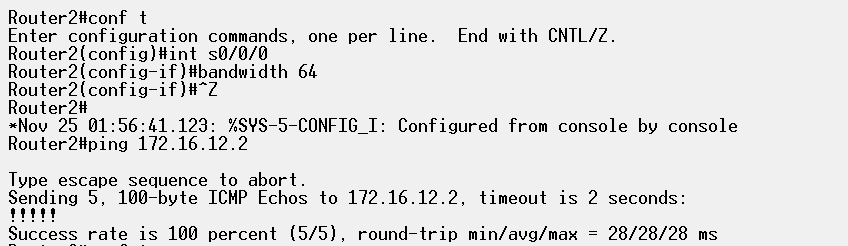 Router2#conf t
Enter configuration commands, one per line.  End with CNTL/Z.
Router2(config)#int s0/0/0
Router2(config-if)#bandwidth 64
Router2(config-if)#^Z
Router2#
*Nov 25 01:56:41.123: %SYS-5-CONFIG_I: Configured from console by console
Router2#ping 172.16.12.2
Type escape sequence to abort.
Sending 5, 100-byte ICMP Echos to 172.16.12.2, timeout is 2 seconds:
!!!!!
Success rate is 100 percent (5/5), round-trip min/avg/max = 28/28/28 ms